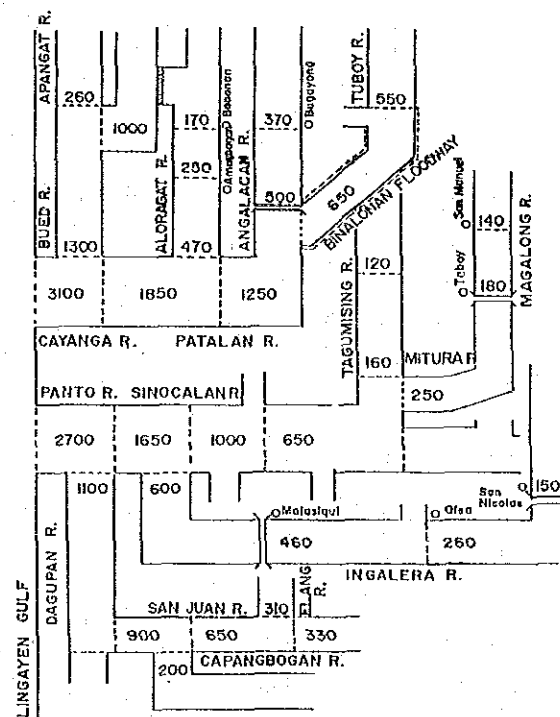 APANGAT R.
TUBOY R.
260
1000
170
Babonan
Amapaya
370
Bugayong
550
BUED R.
ALORAGAT R.
ANGALACAN R.
500
650
BINALONAN FLOODWAY
San Manuel
140
MAGALONG R.
1300
470
120
Taboy
180
3100
1850
1250
TAGUMISING R.
CAYANGA R.
PATALAN R.
160
MITURA R
250
PANTO R.
SINOCALAN R
2700
1650
1000
650
1100
600
San Nicolas
150
DAGUPAN R.
Malasiqui
460
260
INGALERA R.
LINGAYEN GULF
SAN JUAN R.
310
ELANG R.
900
650
330
200
CAPANGBOGAN R.